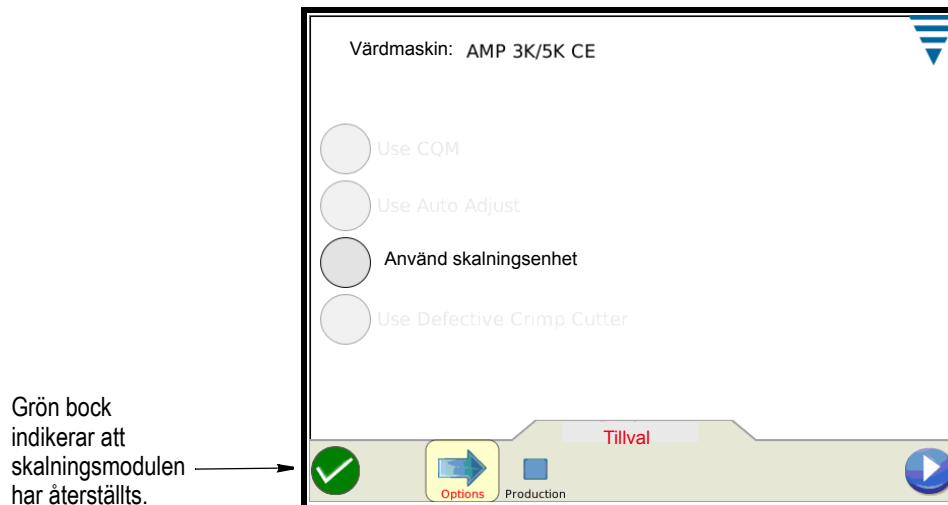 Värdmaskin: AMP 3K/5K CE
Use CQM
Use Auto Adjust
Använd skalningsenhet
Use Defective Crimp Cutter
Grön bock
indikerar att
skalningsmodulen
har återställts.
Tillval
Options
Production